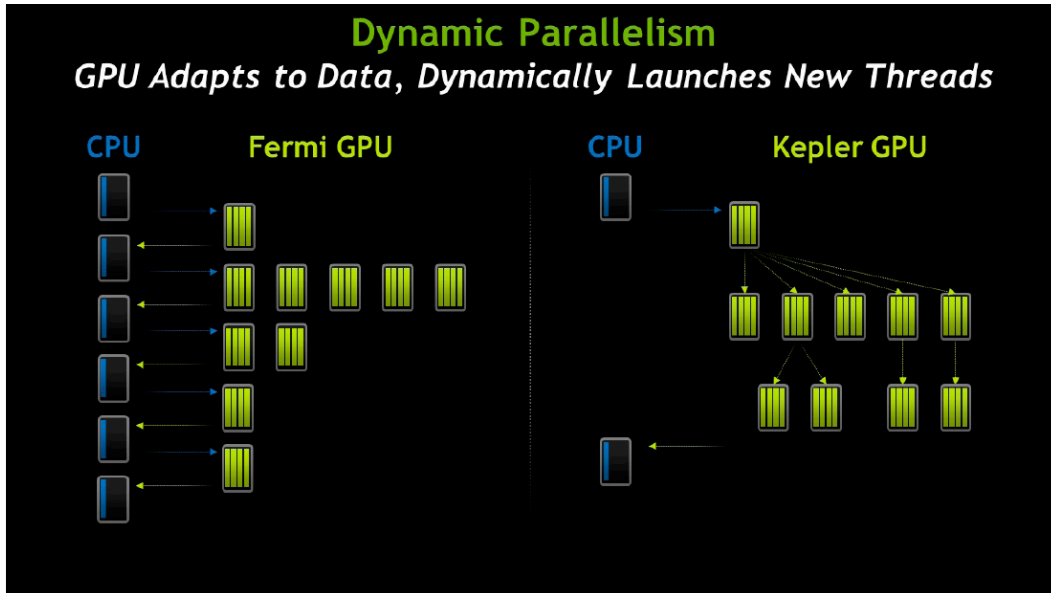 Dynamic Parallelism
GPU Adapts to Data, Dynamically Launches New Threads
CPU
Fermi GPU
CPU
Kepler GPU